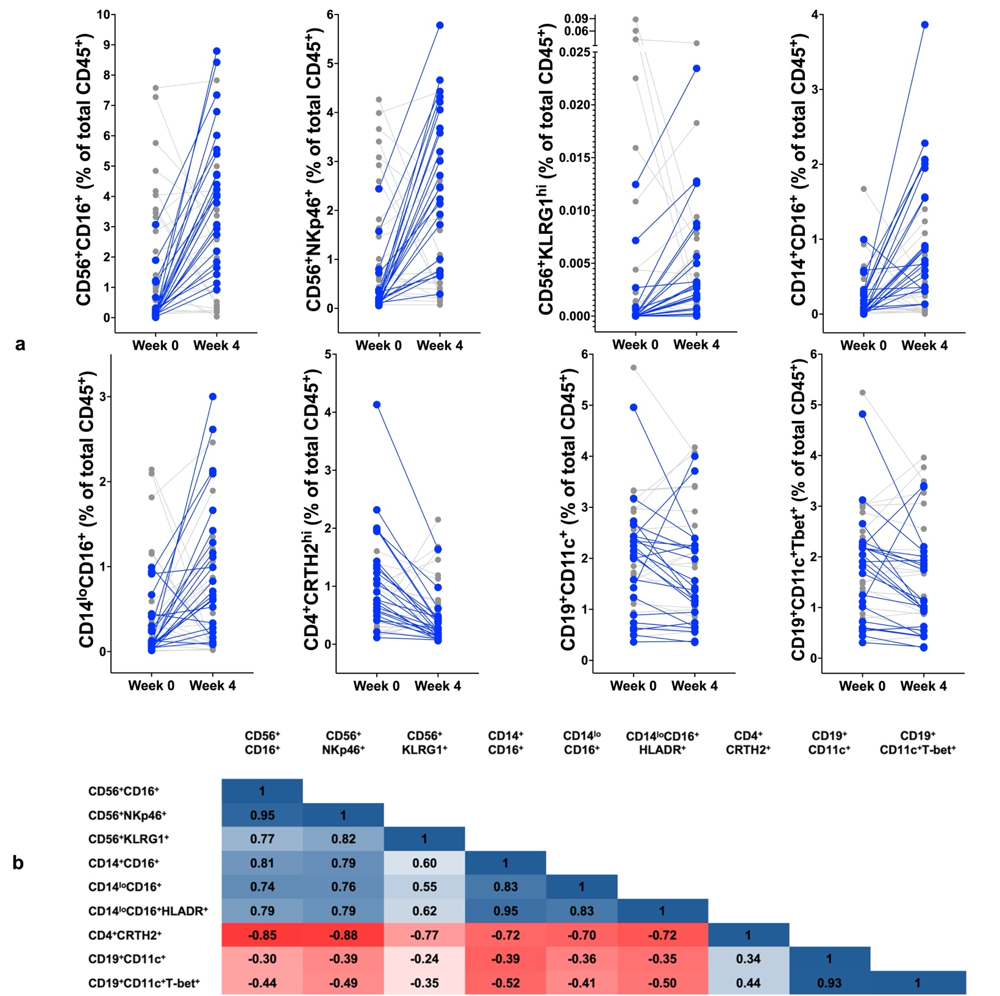 a
CD56⁺CD16⁺ (% of total CD45⁺)
10
9
8
7
6
5
4
3
2
1
0
Week 0 Week 4
CD56⁺NKp46⁺ (% of total CD45⁺)
6
5
4
3
2
1
0
Week 0 Week 4
CD56⁺KLRG1ʰⁱ (% of total CD45⁺)
0.09
0.06
0.025
0.020
0.015
0.010
0.005
0.000
Week 0 Week 4
CD14⁺CD16⁺ (% of total CD45⁺)
4
3
2
1
0
Week 0 Week 4
CD14ˡᵒCD16⁺ (% of total CD45⁺)
3
2
1
0
Week 0 Week 4
CD4⁺CRTH2ʰⁱ (% of total CD45⁺)
5
4
3
2
1
0
Week 0 Week 4
CD19⁺CD11c⁺ (% of total CD45⁺)
6
5
4
3
2
1
0
Week 0 Week 4
CD19⁺CD11c⁺Tbet⁺ (% of total CD45⁺)
6
5
4
3
2
1
0
Week 0 Week 4
b
CD56⁺ CD56⁺ CD56⁺ CD14⁺ CD14ˡᵒ CD14ˡᵒCD16⁺ CD4⁺ CD19⁺ CD19⁺
CD16⁺ NKp46⁺ KLRG1⁺ CD16⁺ CD16⁺ HLADR⁺ CRTH2⁺ CD11c⁺ CD11c⁺T-bet⁺
CD56⁺CD16⁺ 1
CD56⁺NKp46⁺ 0.95 1
CD56⁺KLRG1⁺ 0.77 0.82 1
CD14⁺CD16⁺ 0.81 0.79 0.60 1
CD14ˡᵒCD16⁺ 0.74 0.76 0.55 0.83 1
CD14ˡᵒCD16⁺HLADR⁺ 0.79 0.79 0.62 0.95 0.83 1
CD4⁺CRTH2⁺ -0.85 -0.88 -0.77 -0.72 -0.70 -0.72 1
CD19⁺CD11c⁺ -0.30 -0.39 -0.24 -0.39 -0.36 -0.35 0.34 1
CD19⁺CD11c⁺T-bet⁺ -0.44 -0.49 -0.35 -0.52 -0.41 -0.50 0.44 0.93 1